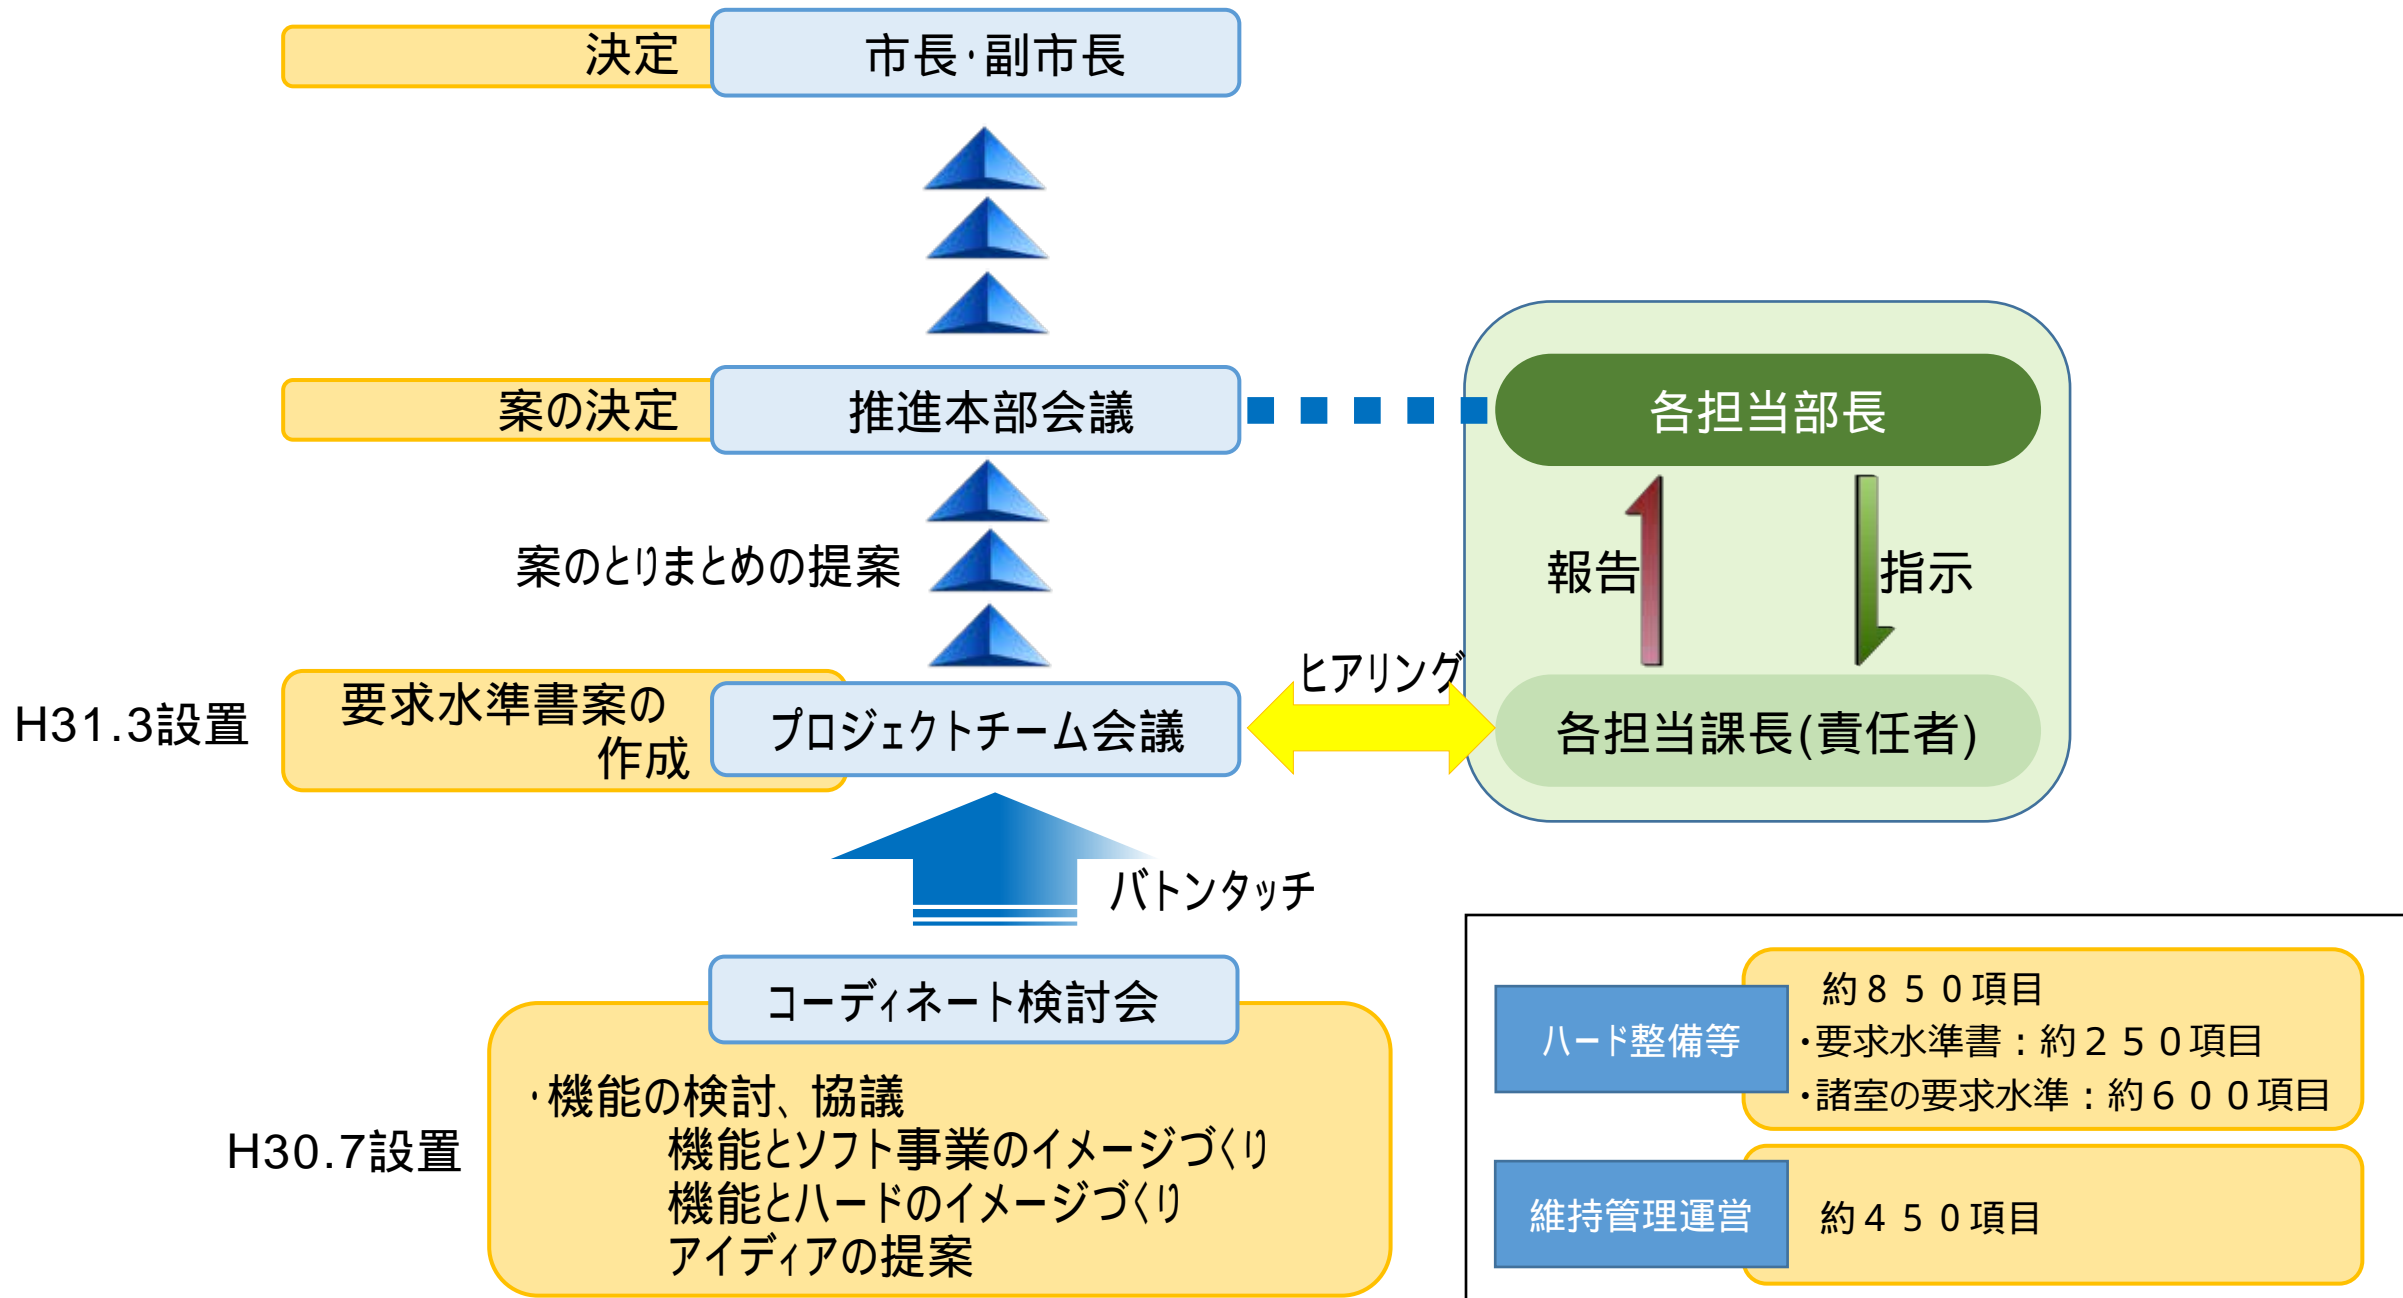 決定
市長・副市長
案の決定
推進本部会議
各担当部長
案のとりまとめの提案
報告
指示
ヒアリング
H31.3設置
要求水準書案の
作成
プロジェクトチーム会議
各担当課長(責任者)
バトンタッチ
コーディネート検討会
H30.7設置
・機能の検討、協議
機能とソフト事業のイメージづくり
機能とハードのイメージづくり
アイディアの提案
ハード整備等
約８５０項目
・要求水準書：約２５０項目
・諸室の要求水準：約６００項目
維持管理運営
約４５０項目